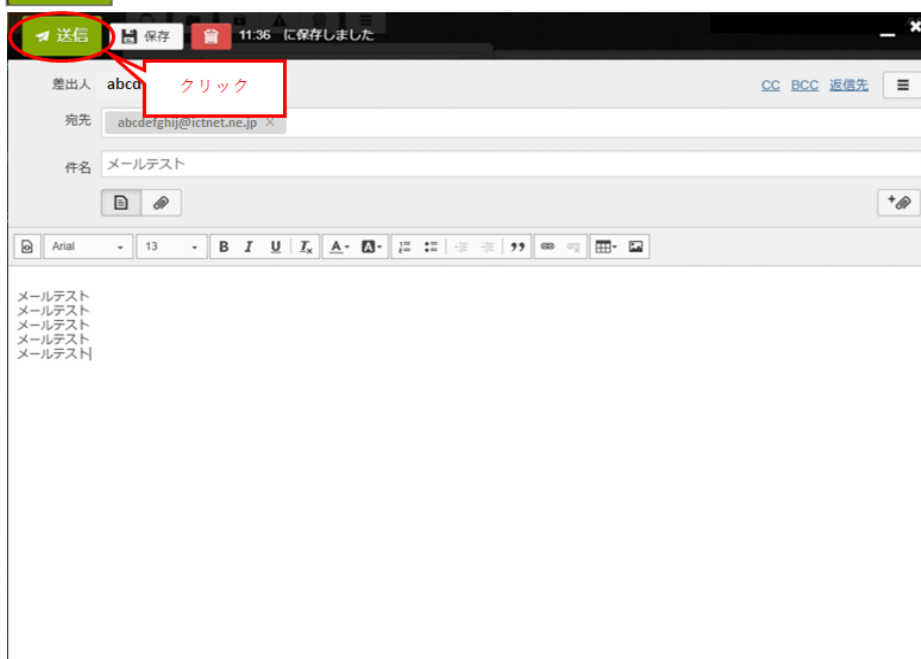 送信 保存 11:36 に保存しました
クリック
差出人 abcd CC BCC 返信先
宛先 abcdefghij@ictnet.ne.jp ×
件名 メールテスト
Arial 13 B I U Ix A A
メールテスト
メールテスト
メールテスト
メールテスト
メールテスト